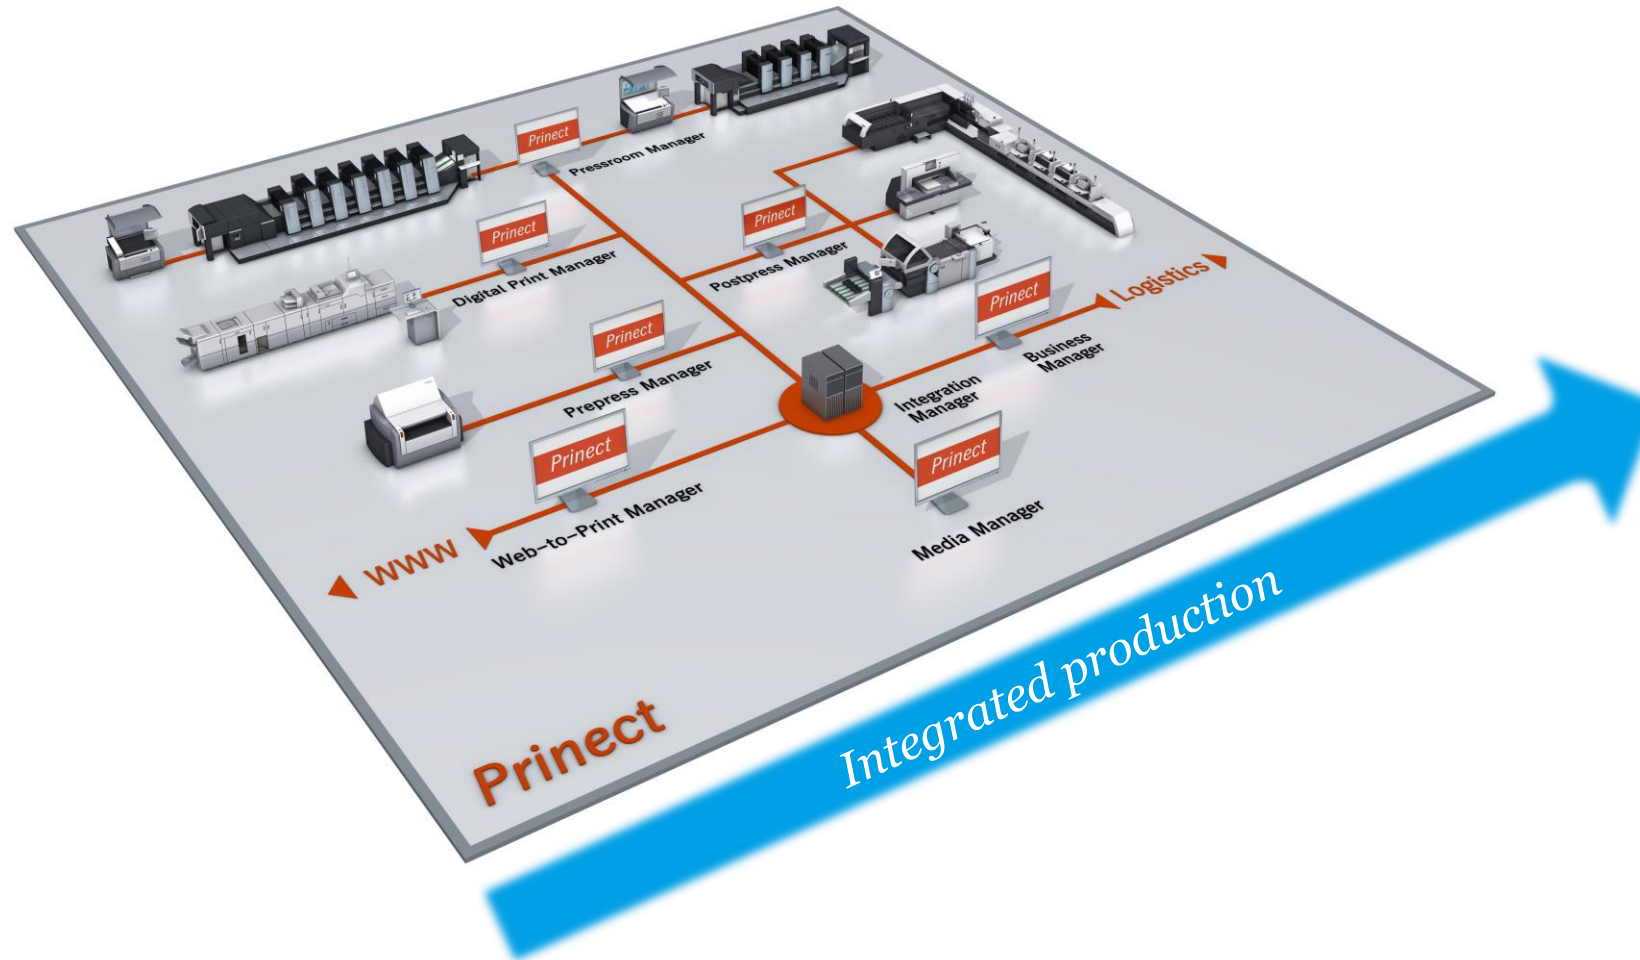 Prinect
Pressroom Manager
Prinect
Digital Print Manager
Prinect
Postpress Manager
Prinect
Prepress Manager
Prinect
Business
Manager
Logistics
Integration
Manager
Prinect
Web-to-Print Manager
WWW
Prinect
Media Manager
Prinect
Integrated production